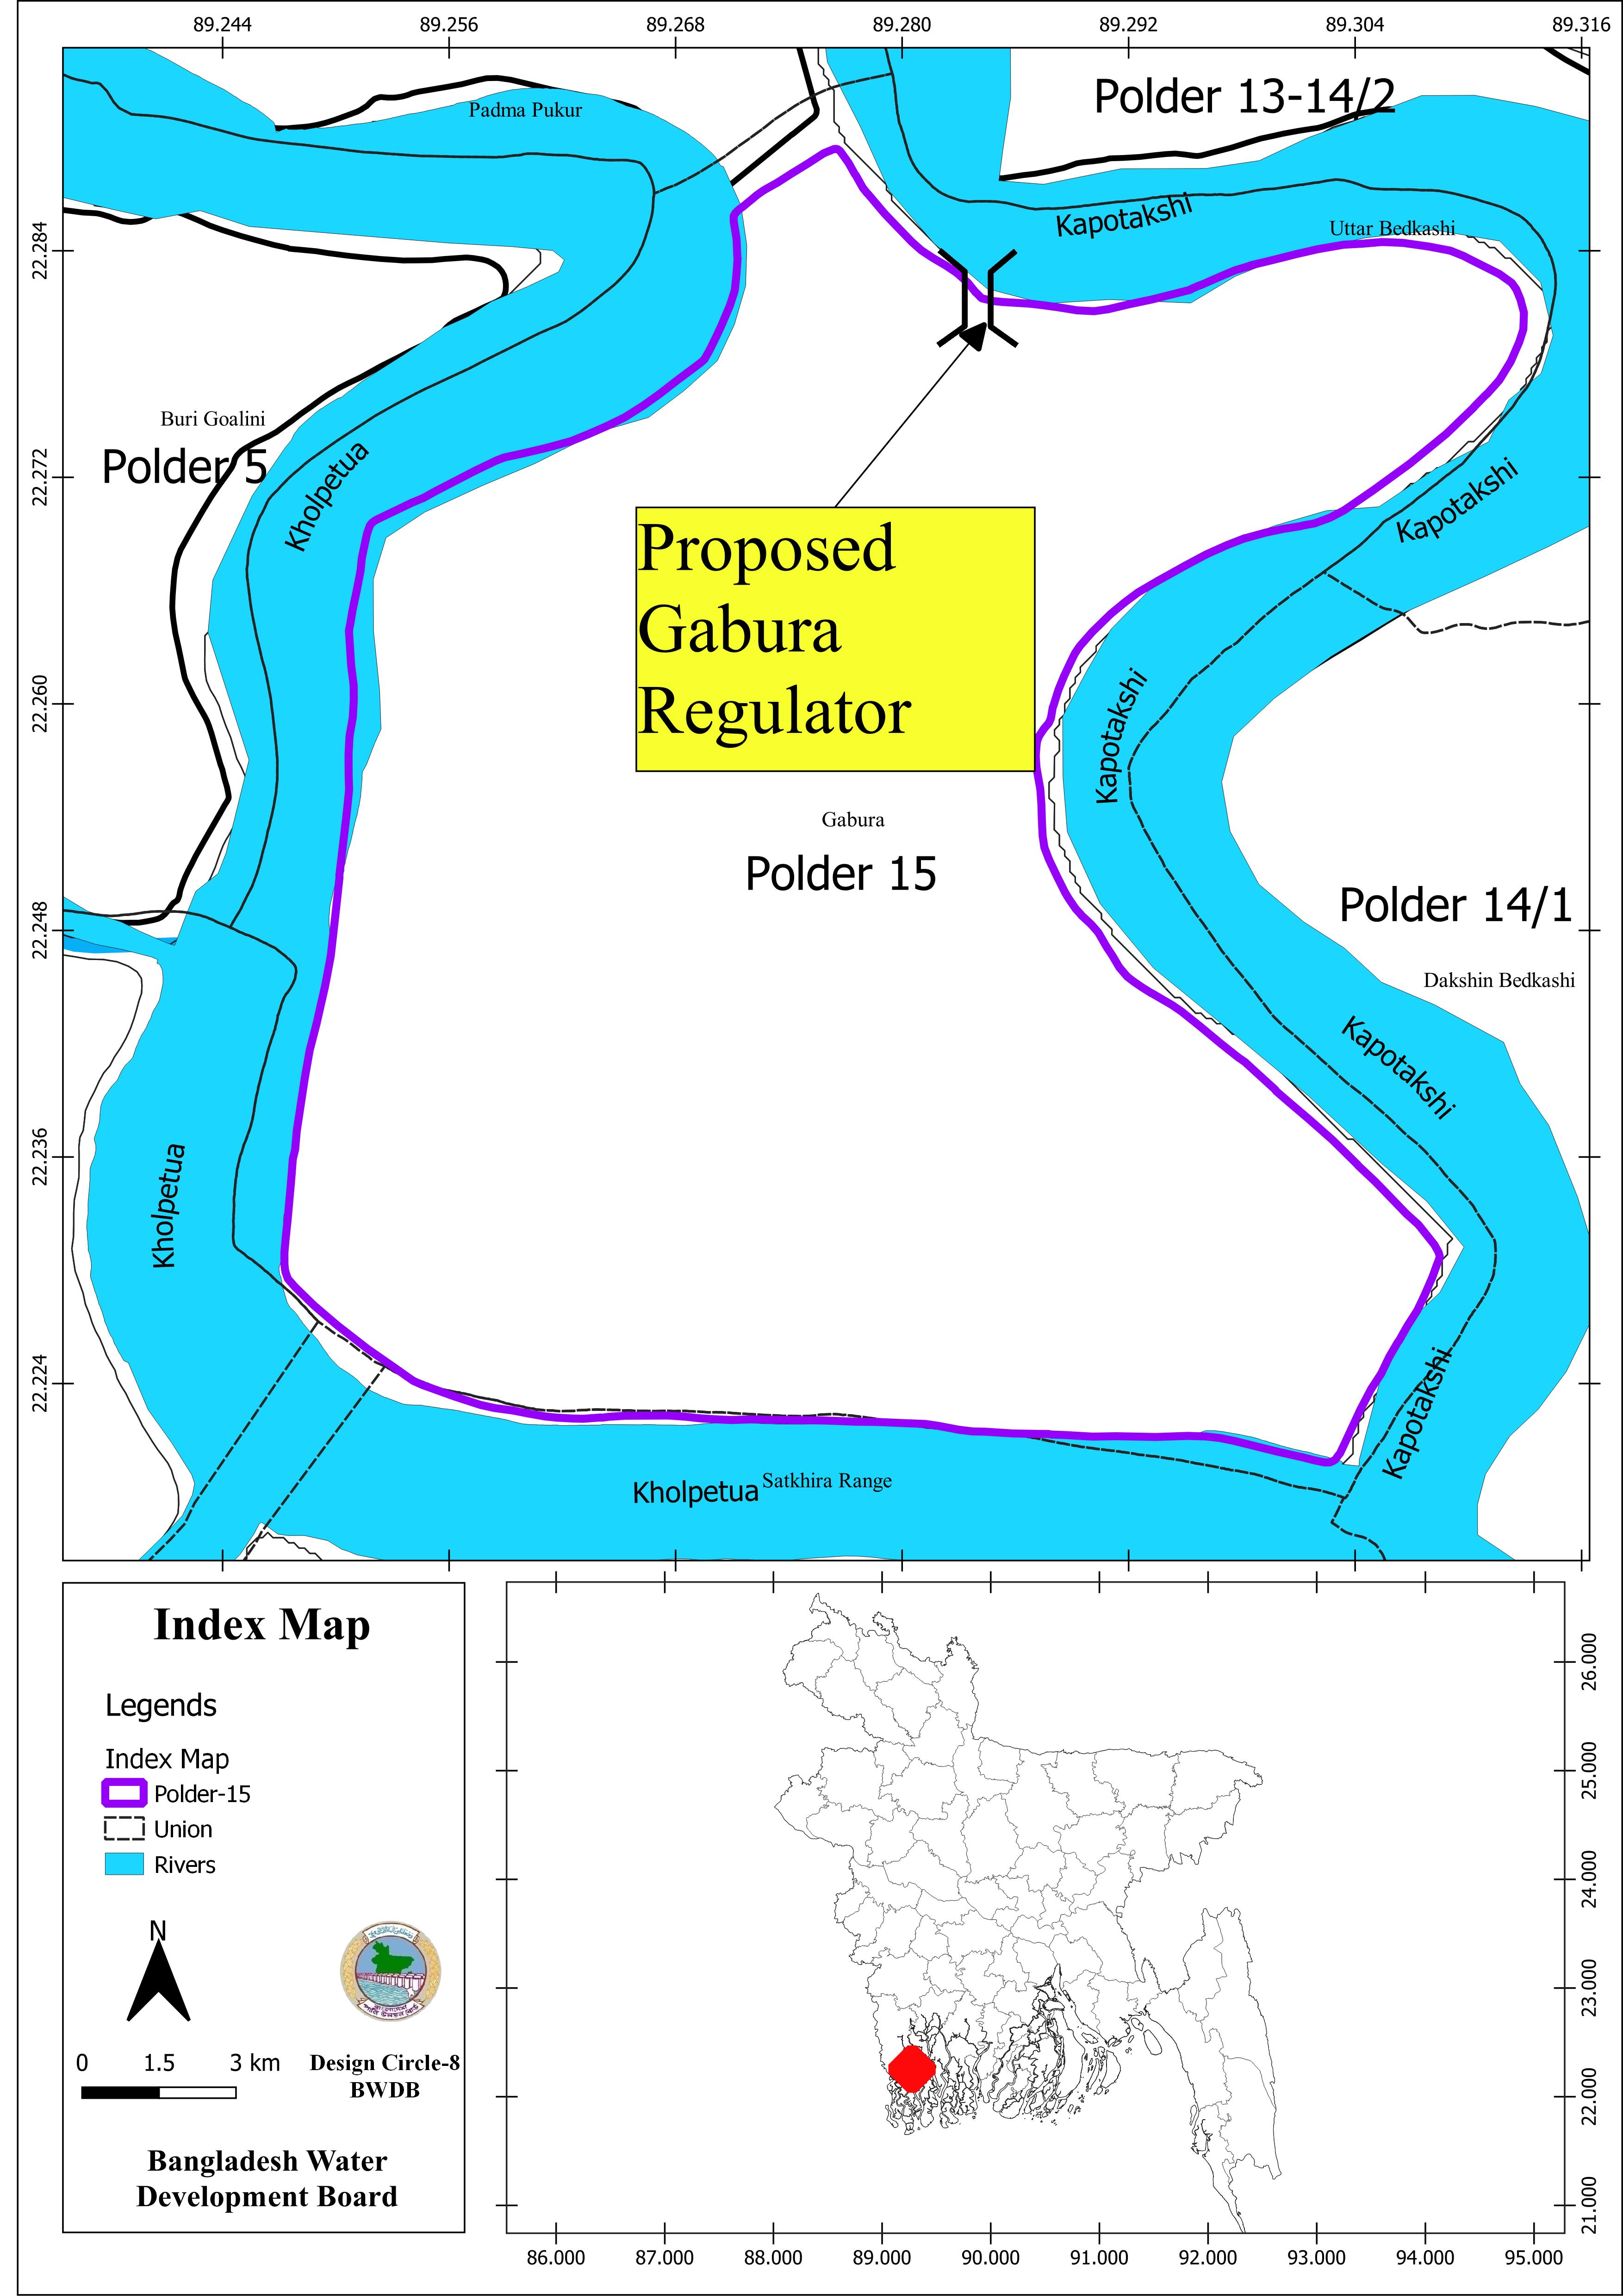 89.244
89.256
89.268
89.280
89.292
89.304
89.316
Padma Pukur
Polder 13-14/2
Kapotakshi
Uttar Bedkashi
22.284
Buri Goalini
Polder 5
Kholpetua
22.272
Kapotakshi
Proposed
Gabura
Regulator
22.260
Kapotakshi
Gabura
Polder 15
Polder 14/1
22.248
Dakshin Bedkashi
Kapotakshi
22.236
Kholpetua
22.224
Kapotakshi
Kholpetua
Satkhira Range
Index Map
Legends
Index Map
Polder-15
Union
Rivers
N
0 1.5 3 km
Design Circle-8
BWDB
Bangladesh Water
Development Board
26.000
25.000
24.000
23.000
22.000
21.000
86.000
87.000
88.000
89.000
90.000
91.000
92.000
93.000
94.000
95.000